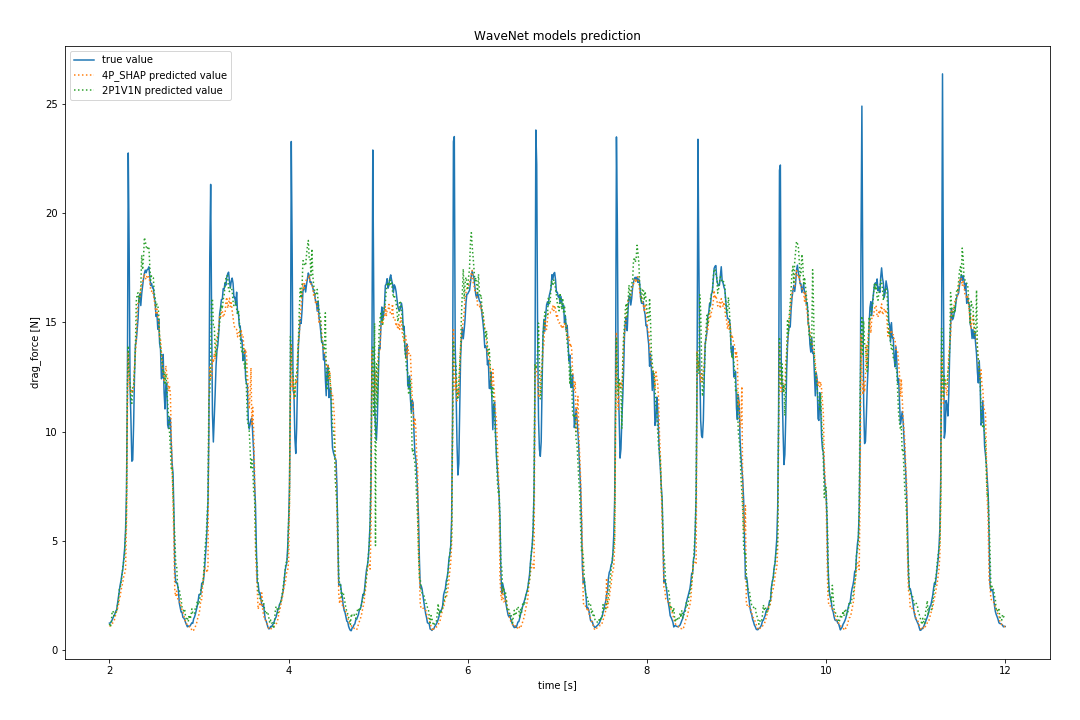 WaveNet models prediction
true value
4P_SHAP predicted value
2P1V1N predicted value
drag_force [N]
25
20
15
10
5
0
2 4 6 8 10 12
time [s]